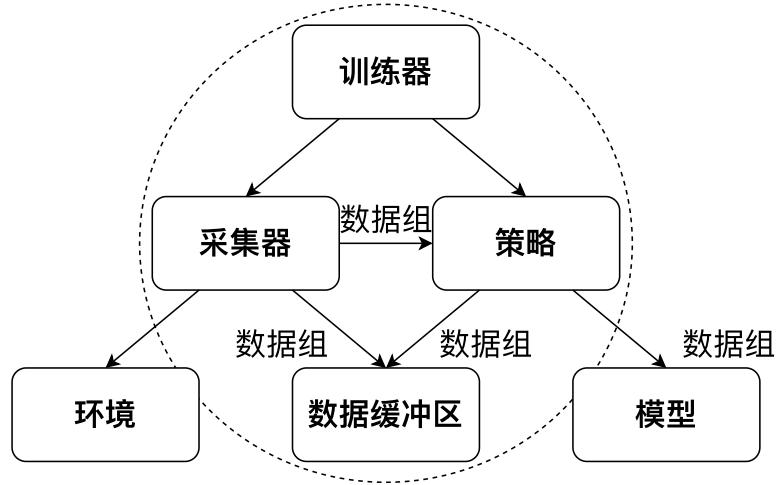 训练器
数据组
采集器
策略
数据组
数据组
数据组
环境
数据缓冲区
模型